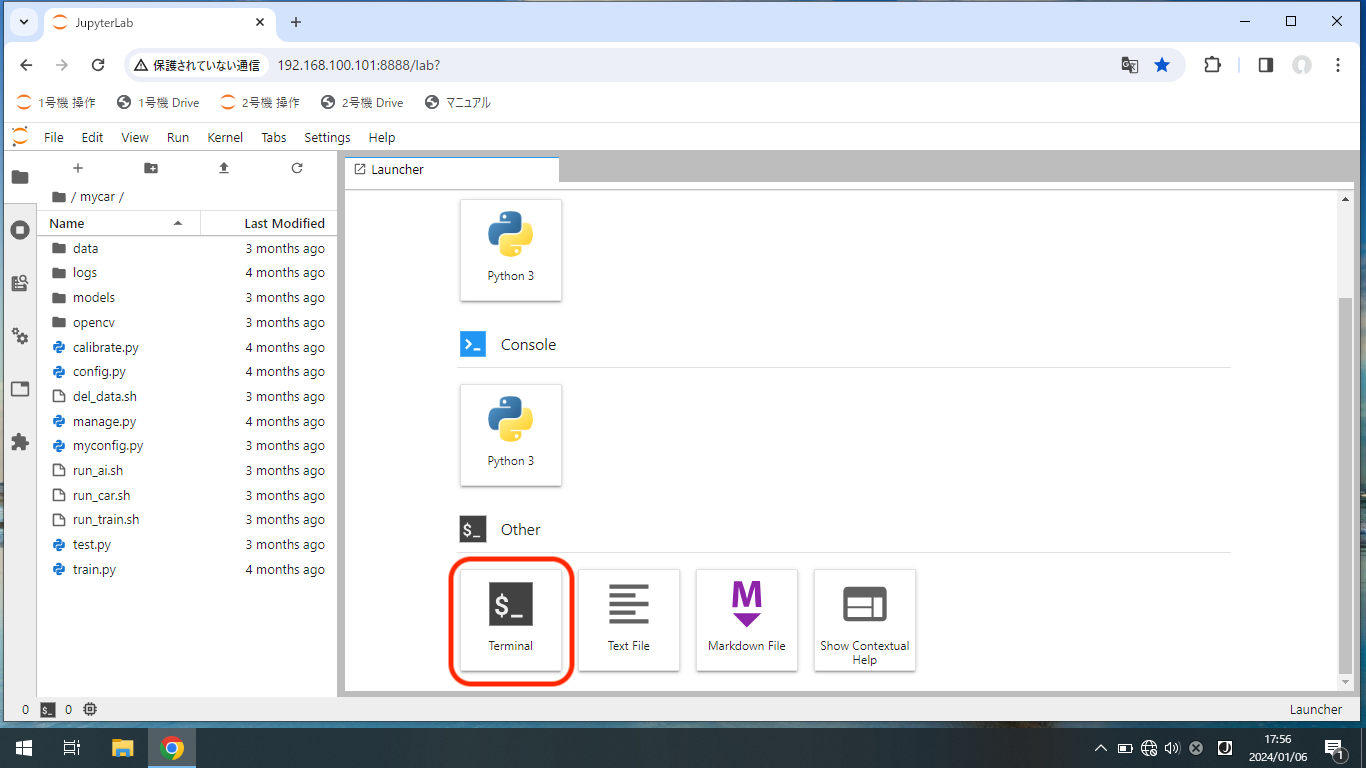 JupyterLab
保護されていない通信 192.168.100.101:8888/lab?
1号機 操作 1号機 Drive 2号機 操作 2号機 Drive マニュアル
File Edit View Run Kernel Tabs Settings Help
Launcher
/ mycar /
Name Last Modified
data 3 months ago
logs 4 months ago
models 3 months ago
opencv 3 months ago
calibrate.py 4 months ago
config.py 4 months ago
del_data.sh 3 months ago
manage.py 4 months ago
myconfig.py 3 months ago
run_ai.sh 3 months ago
run_car.sh 3 months ago
run_train.sh 3 months ago
test.py 3 months ago
train.py 4 months ago
Python 3
Console
Python 3
$_ Other
$_
M
Terminal Text File Markdown File Show Contextual
Help
0 $_ 0 Launcher
17:56
2024/01/06
1